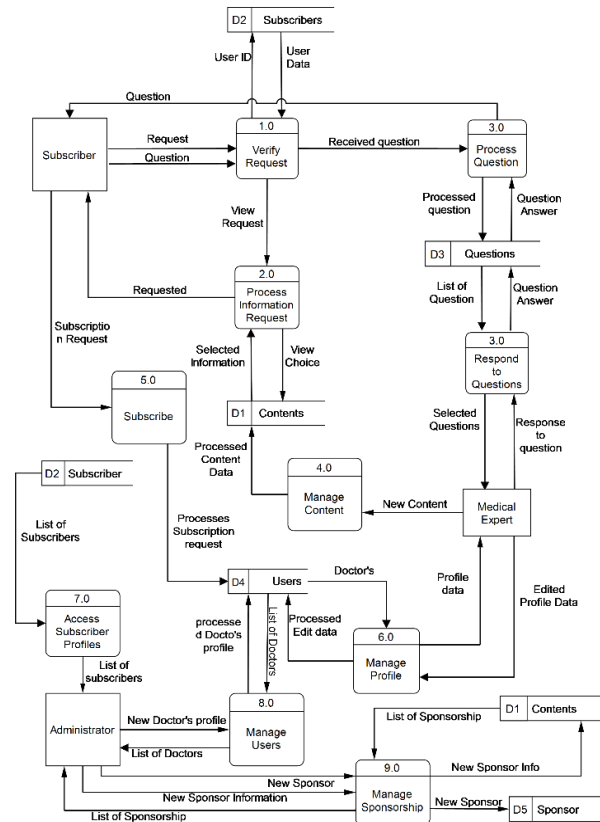 D2 Subscribers
User ID
User
Data
Question
1.0
Verify
Request
3.0
Process
Question
Subscriber
Request
Question
Received question
View
Request
Processed
question
Question
Answer
D3 Questions
2.0
Process
Information
Request
Requested
List of
Question
Question
Answer
Subscriptio
n Request
Selected
Information
View
Choice
3.0
Respond
to
Questions
5.0
Subscribe
D1 Contents
Selected
Questions
Response
to
question
Processed
Content
Data
4.0
Manage
Content
New Content
Medical
Expert
D2 Subscriber
List of
Subscribers
Processes
Subscription
request
D4 Users
Doctor's
Profile
data
Edited
Profile Data
7.0
Access
Subscriber
Profiles
processe
d Docto's
profile
List of Doctors
Processed
Edit data
6.0
Manage
Profile
List of
subscribers
Administrator
New Doctor's profile
List of Doctors
8.0
Manage
Users
List of Sponsorship
D1 Contents
New Sponsor
New Sponsor Information
List of Sponsorship
9.0
Manage
Sponsorship
New Sponsor Info
New Sponsor
D5 Sponsor